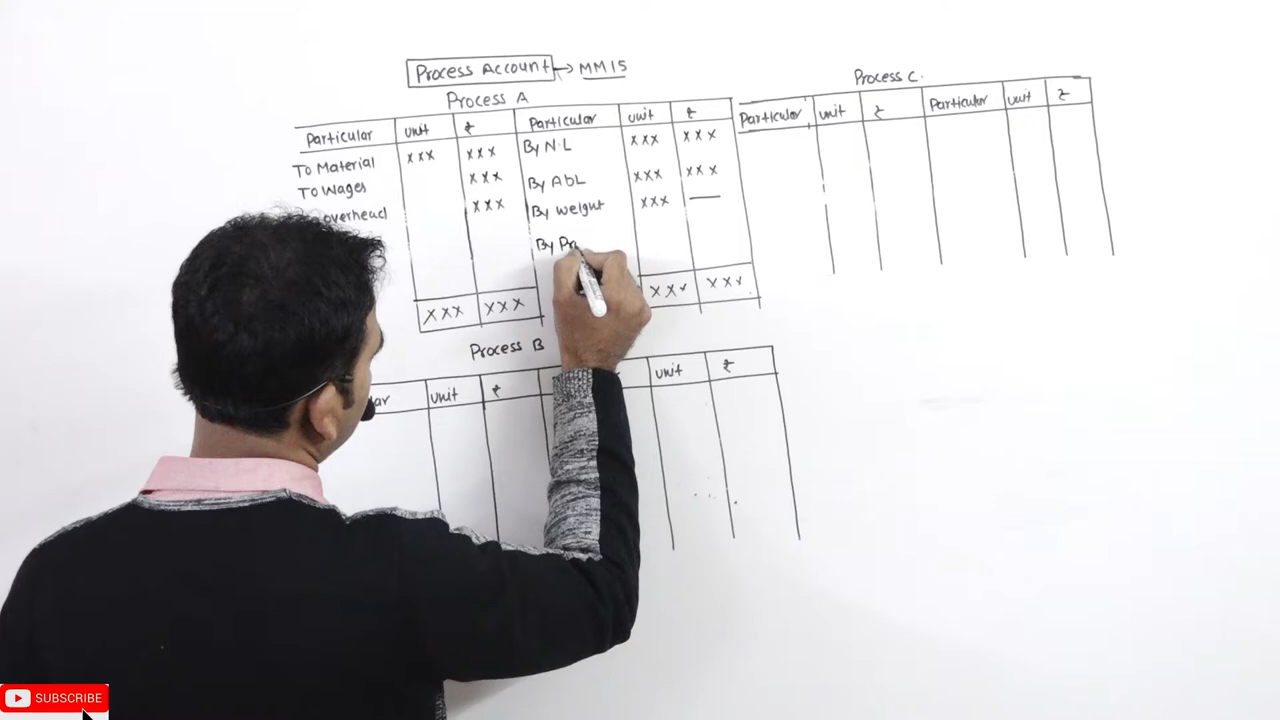 Process Account → MM15
Process A
Particular unit ₹ Particular unit ₹
To Material xxx xxx By N.L xxx xxx
To Wages xxx By AbL xxx xxx
overhead xxx By weight xxx —
By Pro
xxx xxx xxx xxx
Process B
unit ₹ unit ₹
Process C.
Particular unit ₹ Particular unit ₹
SUBSCRIBE